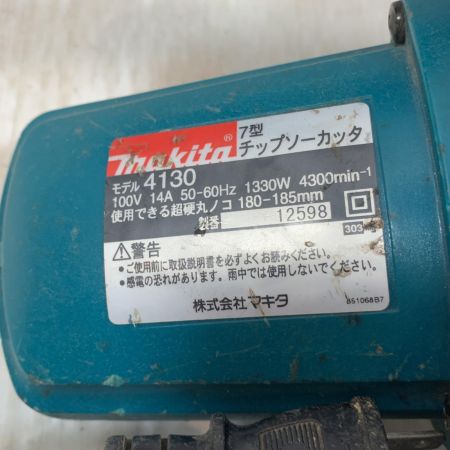 7型
makita® チップソーカッタ
モデル 4130
100V 14A 50-60Hz 1330W 4300min-1
使用できる超硬丸ノコ 180-185mm
製番 12598
警告
・ご使用前に取扱説明書を必ずよくお読みください。
・感電の恐れがあります。雨中では使用しないでください。
株式会社マキタ
851068B7